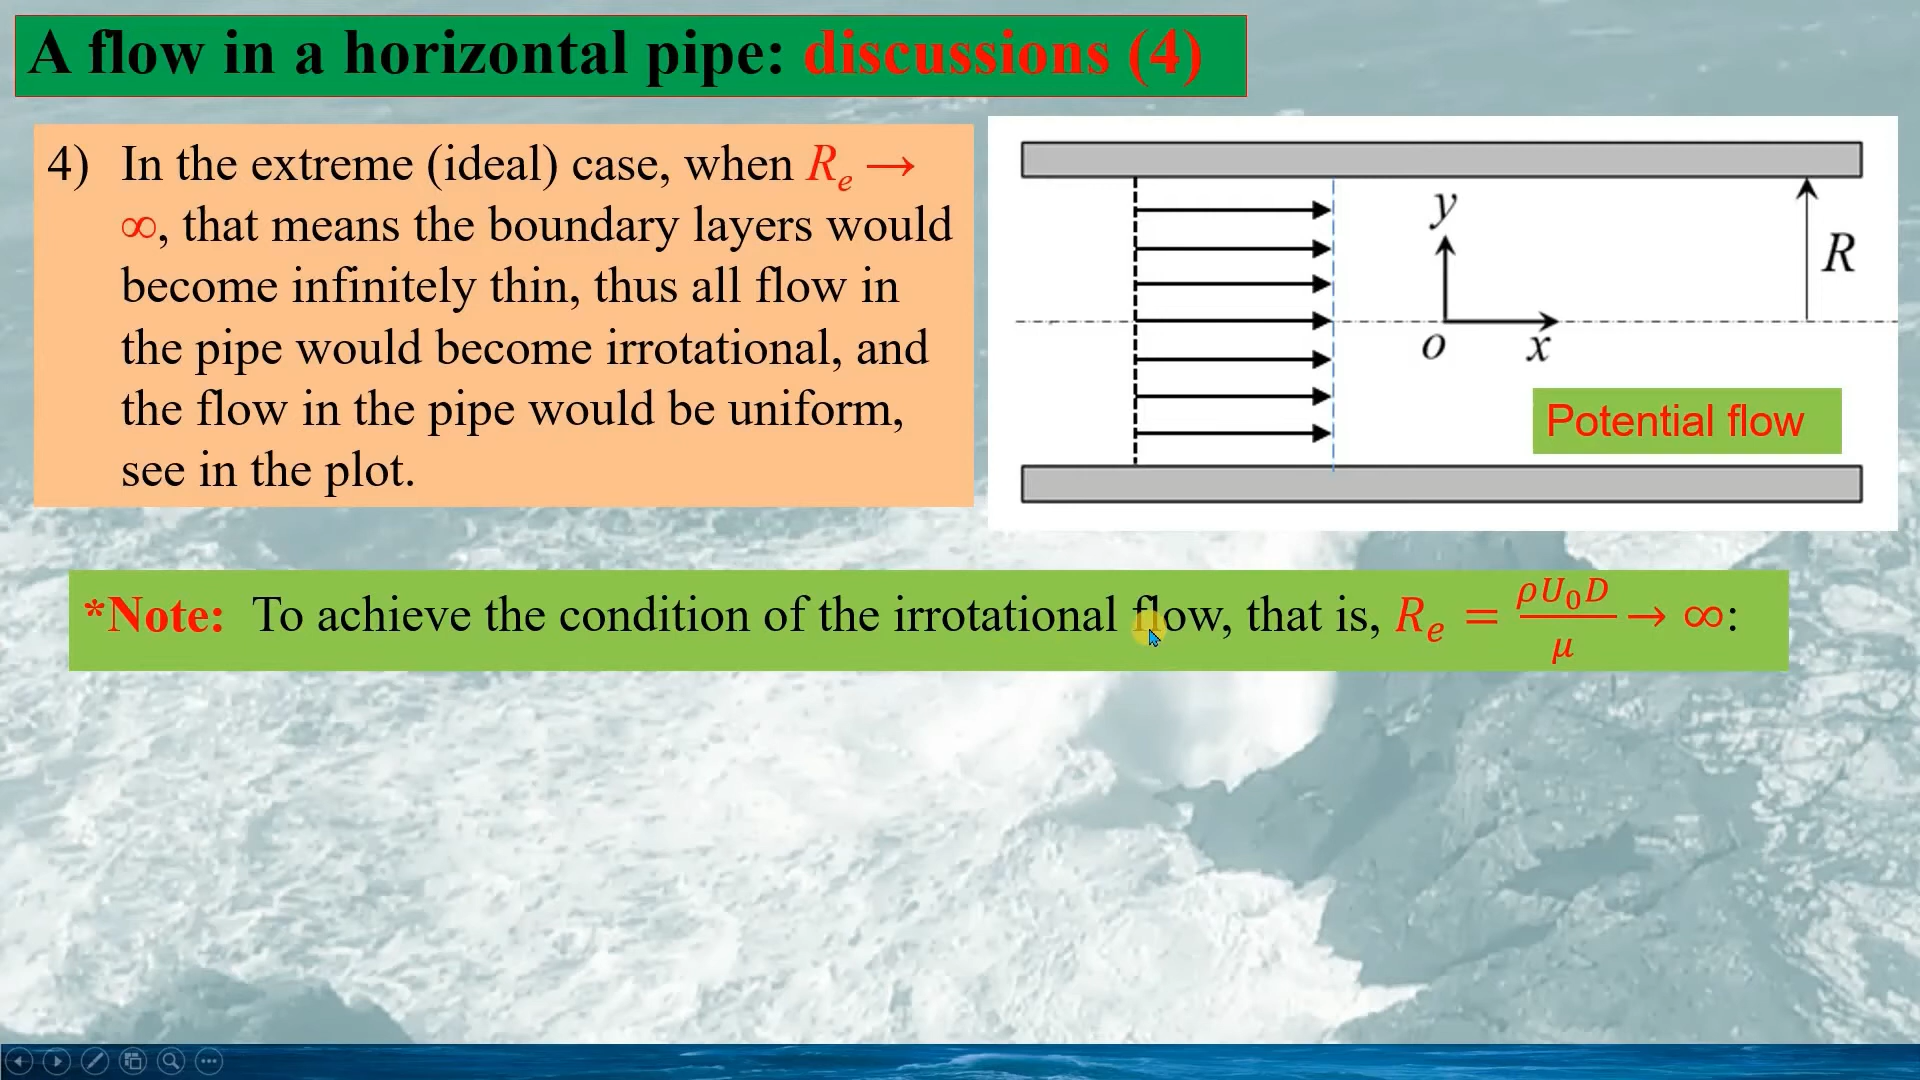 A flow in a horizontal pipe: discussions (4)
4) In the extreme (ideal) case, when Rₑ →
∞, that means the boundary layers would
become infinitely thin, thus all flow in
the pipe would become irrotational, and
the flow in the pipe would be uniform,
see in the plot.
y
R
o
x
Potential flow
*Note: To achieve the condition of the irrotational flow, that is, Rₑ = ρU₀D/μ → ∞: